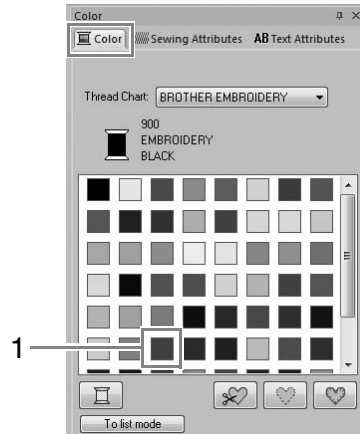 Color
Color Sewing Attributes AB Text Attributes
Thread Chart: BROTHER EMBROIDERY
900
EMBROIDERY
BLACK
1
To list mode